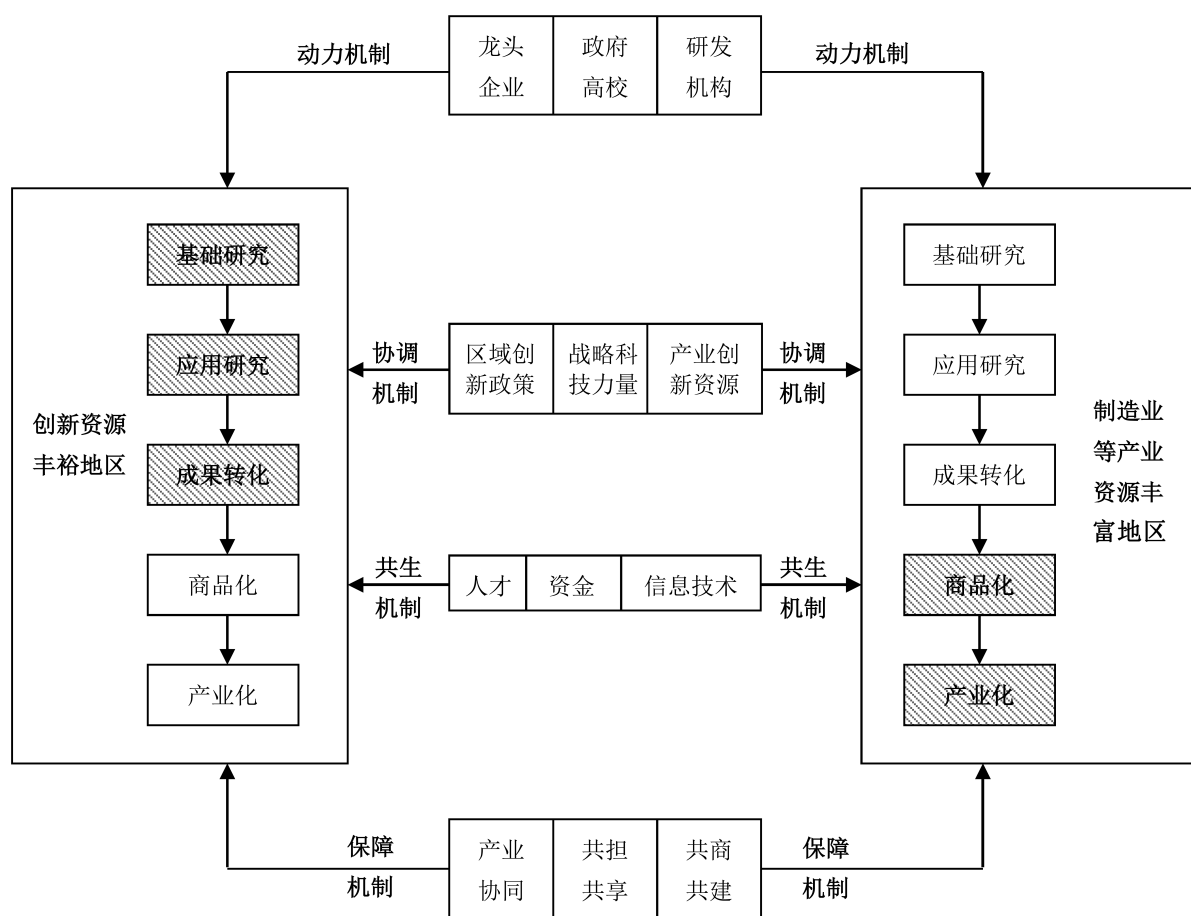 动力机制
龙头
企业
政府
高校
研发
机构
动力机制
创新资源
丰裕地区
基础研究
应用研究
成果转化
商品化
产业化
协调
机制
区域创
新政策
战略科
技力量
产业创
新资源
协调
机制
共生
机制
人才
资金
信息技术
共生
机制
基础研究
应用研究
成果转化
商品化
产业化
制造业
等产业
资源丰
富地区
保障
机制
产业
协同
共担
共享
共商
共建
保障
机制